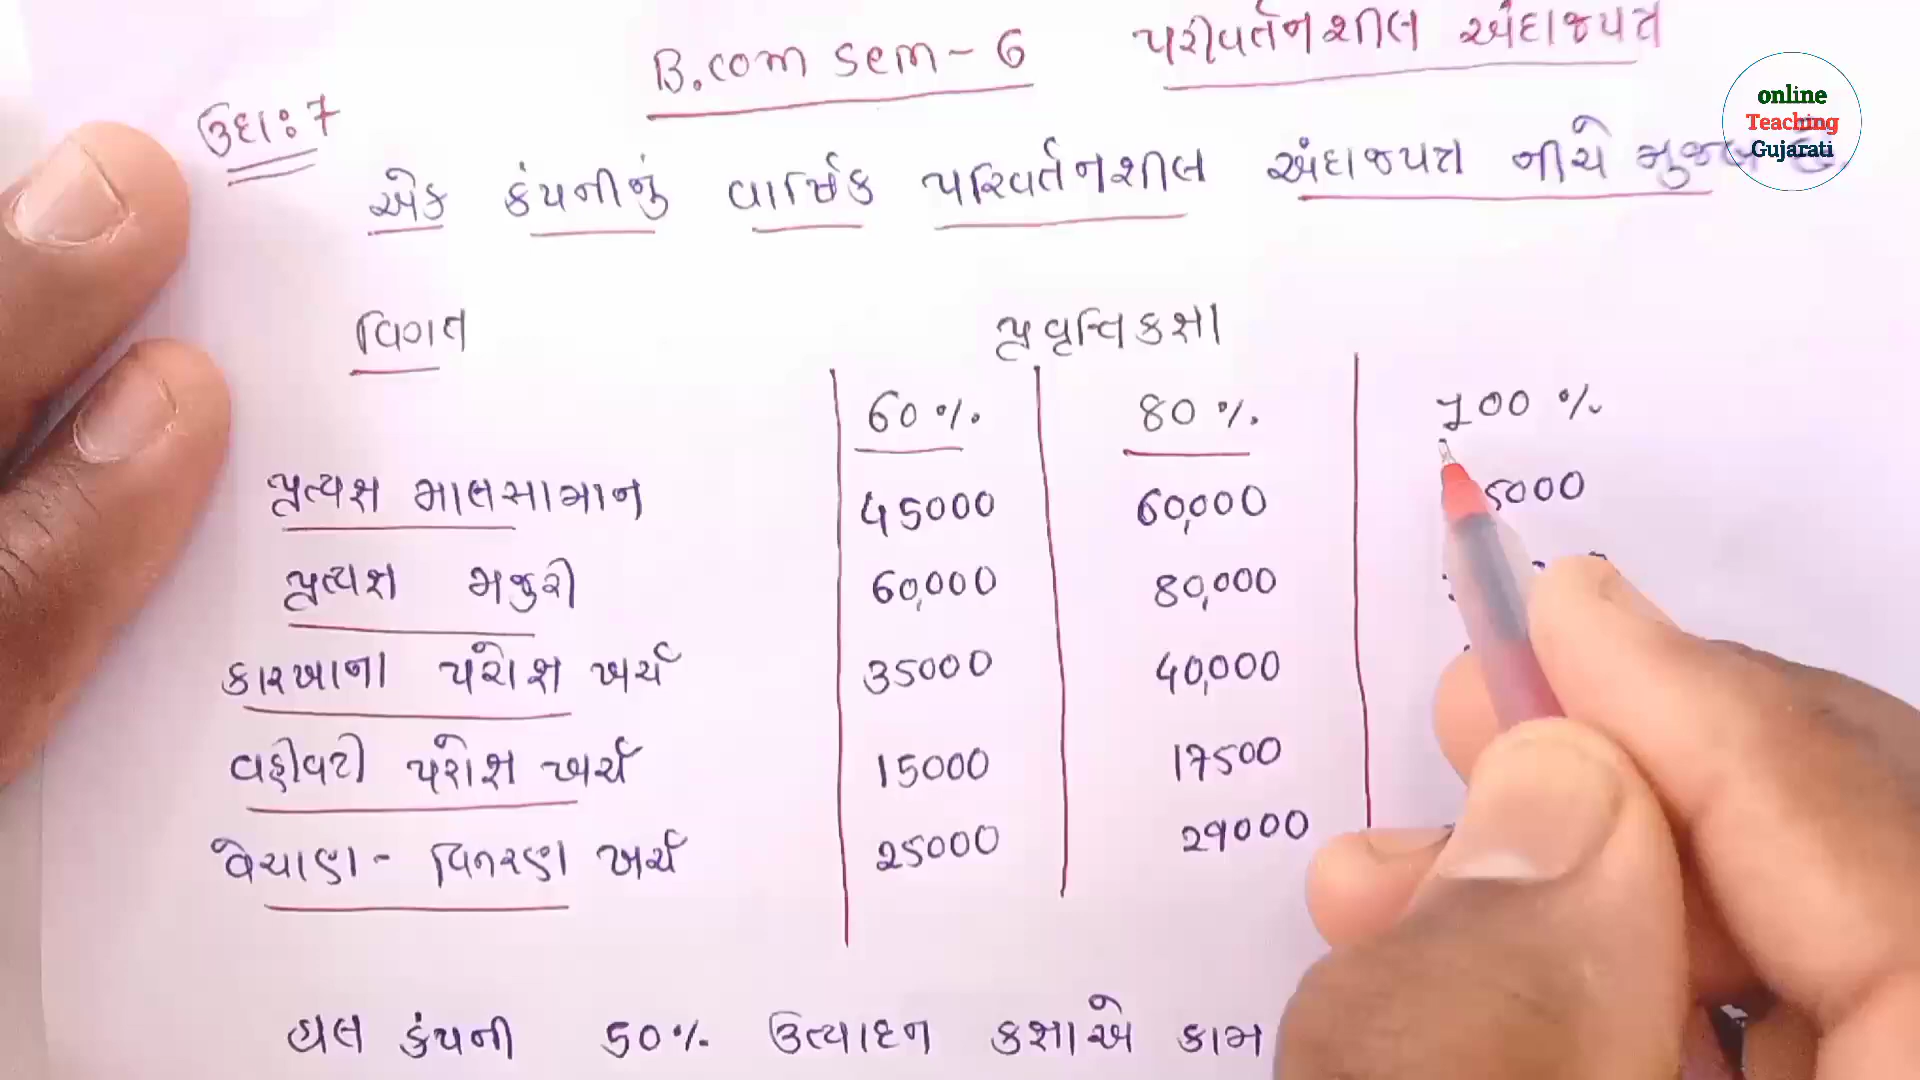 B.com sem-6 પરીવર્તનશીલ અંદાજપત્ર
online
Teaching
Gujarati
ઉદા:7
એક કંપનીનું વાર્ષિક પરિવર્તનશીલ અંદાજપત્ર નીચે
વિગત પ્રવૃત્તિકક્ષા
60% 80% 100%
પ્રત્યક્ષ માલસામાન 45000 60,000 5000
પ્રત્યક્ષ મજુરી 60,000 80,000
કારખાના પરોક્ષ ખર્ચ 35000 40,000
વહીવટી પરોક્ષ ખર્ચ 15000 17500
વેચાણ - વિતરણ ખર્ચ 25000 29000
હાલ કંપની 50% ઉત્પાદન કક્ષાએ કામ